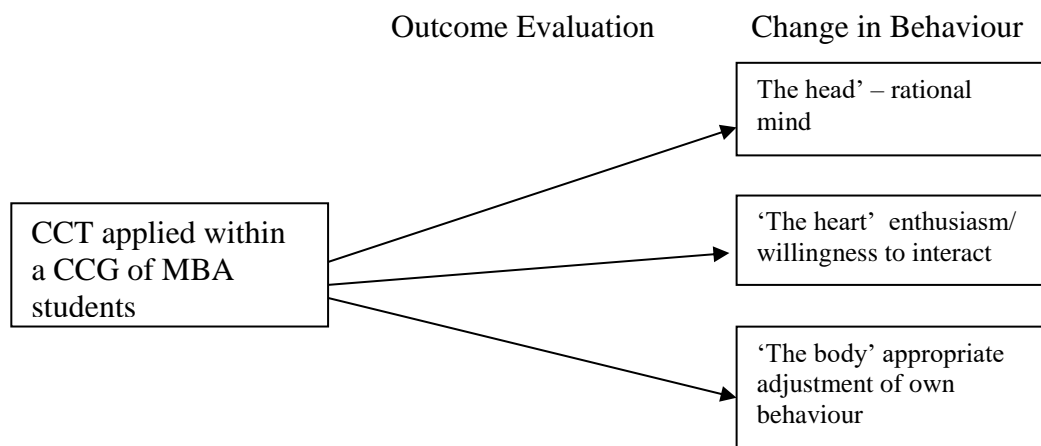 Outcome Evaluation
Change in Behaviour
The head’ – rational
mind
CCT applied within
a CCG of MBA
students
‘The heart’  enthusiasm/
willingness to interact
‘The body’ appropriate
adjustment of own
behaviour